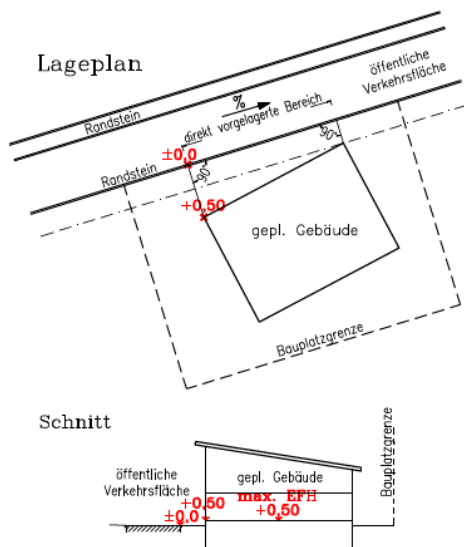 Lageplan
öffentliche
Verkehrsfläche
Randstein
%
direkt vorgelagerte Bereich
90°
±0,0
Randstein
90°
+0,50
gepl. Gebäude
Bauplatzgrenze
Schnitt
Bauplatzgrenze
öffentliche
Verkehrsfläche
gepl. Gebäude
max. EFH
+0,50
+0,50
±0,0